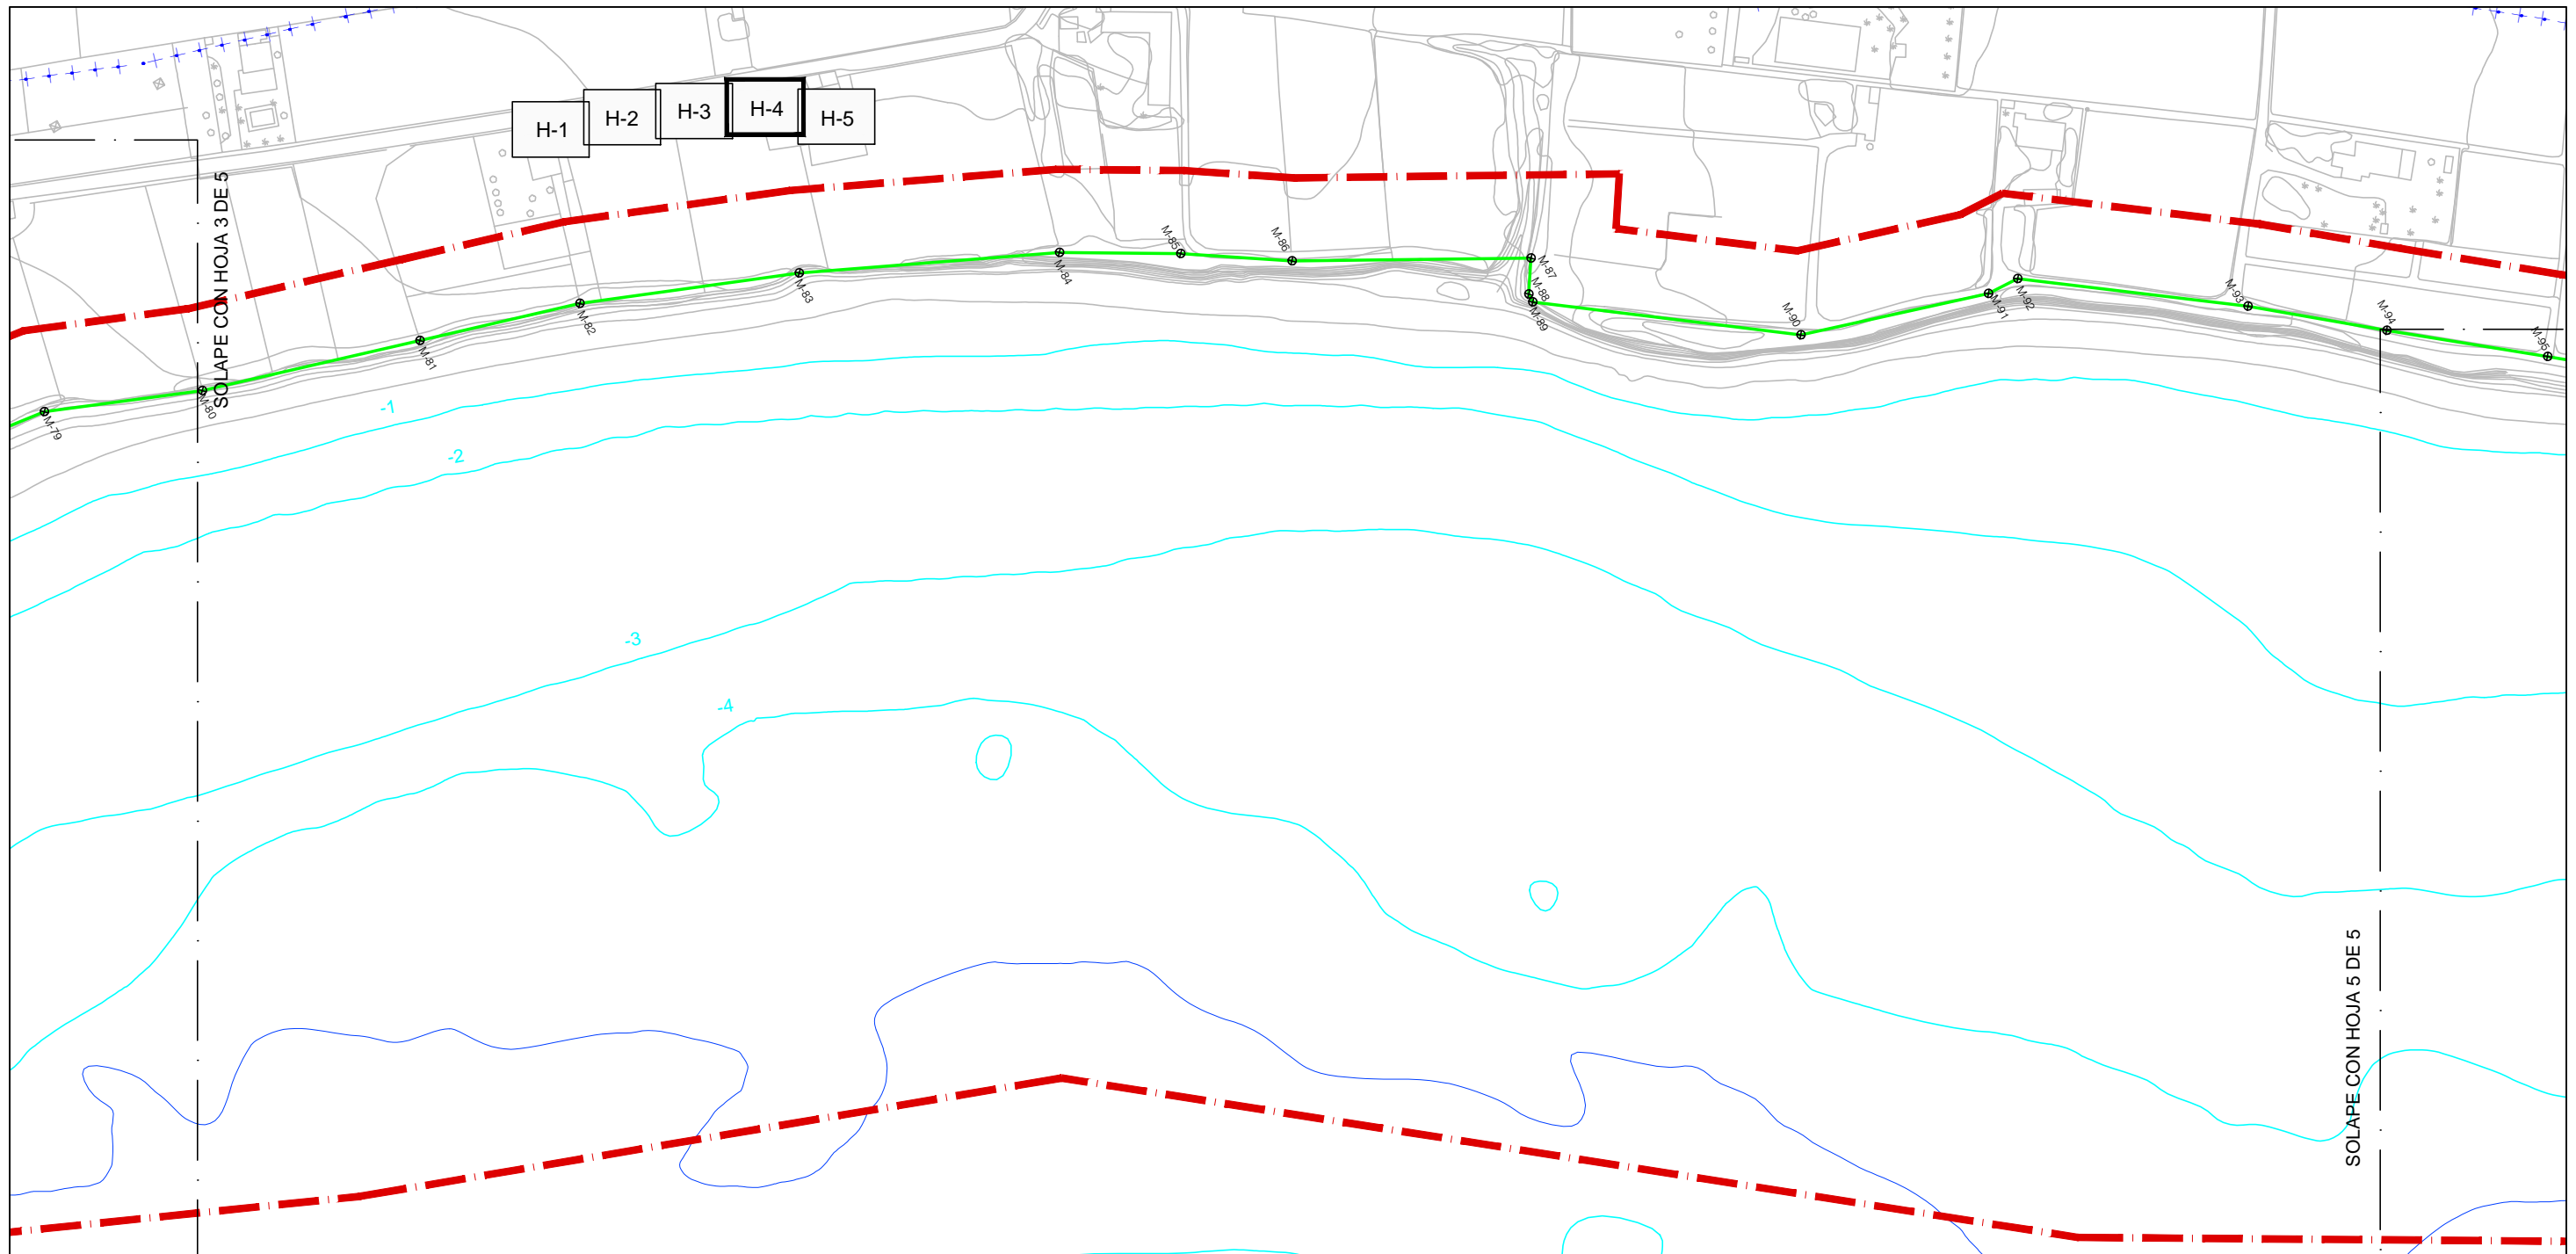 H-1
H-2
H-3
H-4
H-5
SOLAPE CON HOJA 3 DE 5
M-79
M-80
M-81
M-82
M-83
M-84
M-85
M-86
M-87
M-88
M-89
M-90
M-91
M-92
M-93
M-94
M-95
-1
-2
-3
-4
SOLAPE CON HOJA 5 DE 5